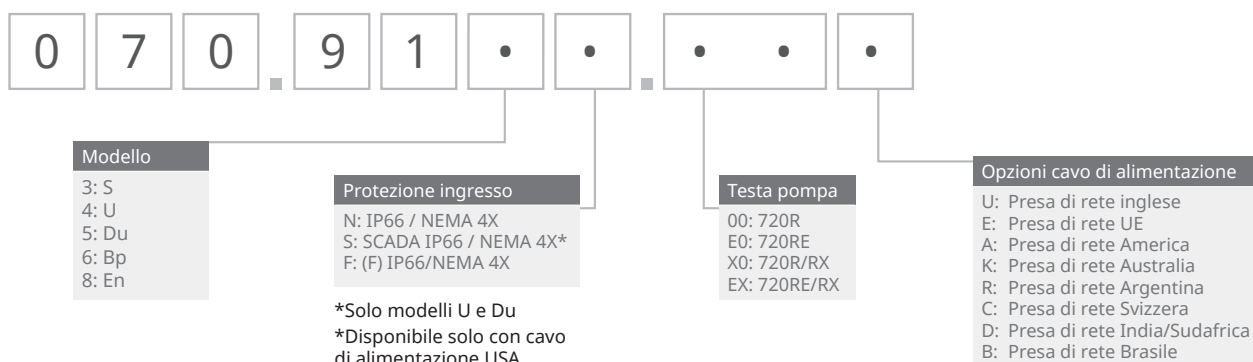 0 7 0 . 9 1 • • . • • •
Modello
3: S
4: U
5: Du
6: Bp
8: En
Protezione ingresso
N: IP66 / NEMA 4X
S: SCADA IP66 / NEMA 4X*
F: (F) IP66/NEMA 4X
*Solo modelli U e Du
*Disponibile solo con cavo
di alimentazione USA
Testa pompa
00: 720R
E0: 720RE
X0: 720R/RX
EX: 720RE/RX
Opzioni cavo di alimentazione
U: Presa di rete inglese
E: Presa di rete UE
A: Presa di rete America
K: Presa di rete Australia
R: Presa di rete Argentina
C: Presa di rete Svizzera
D: Presa di rete India/Sudafrica
B: Presa di rete Brasile